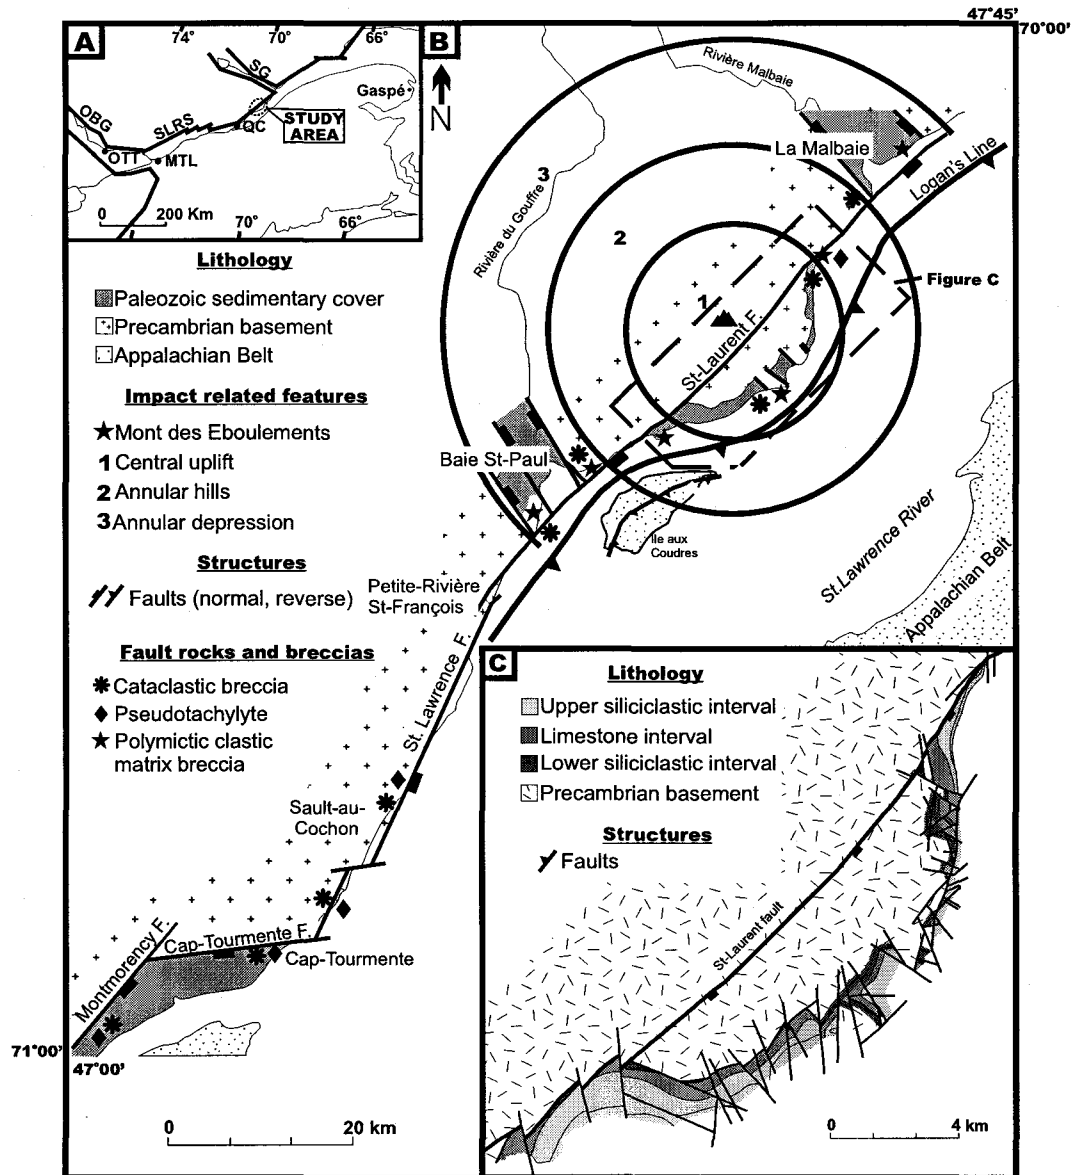 47°45'
70°00'
A
74°
70°
66°
SG
Gaspé
OBG
SLRS
QC
STUDY
AREA
OTT
MTL
0 200 Km
70°
66°
B
N
Rivière Malbaie
La Malbaie
Logan's Line
3
Rivière du Gouffre
2
1
Figure C
St-Laurent F.
Baie St-Paul
Ile aux
Coudres
St.Lawrence River
Appalachian Belt
Petite-Rivière
St-François
St. Lawrence F.
Sault-au-
Cochon
Montmorency F.
Cap-Tourmente F.
Cap-Tourmente
71°00'
47°00'
0 20 km
Lithology
Paleozoic sedimentary cover
Precambrian basement
Appalachian Belt
Impact related features
Mont des Eboulements
1 Central uplift
2 Annular hills
3 Annular depression
Structures
Faults (normal, reverse)
Fault rocks and breccias
Cataclastic breccia
Pseudotachylyte
Polymictic clastic
matrix breccia
C
Lithology
Upper siliciclastic interval
Limestone interval
Lower siliciclastic interval
Precambrian basement
Structures
Faults
St-Laurent fault
0 4 km